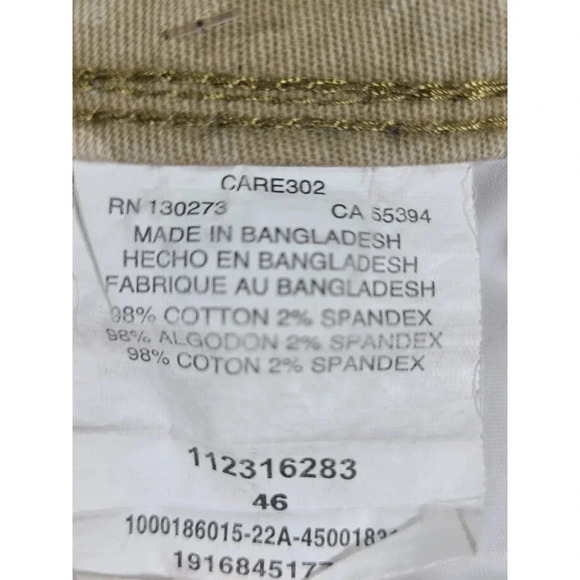 CARE302
RN 130273 CA 55394
MADE IN BANGLADESH
HECHO EN BANGLADESH
FABRIQUE AU BANGLADESH
98% COTTON 2% SPANDEX
98% ALGODON 2% SPANDEX
98% COTON 2% SPANDEX
112316283
46